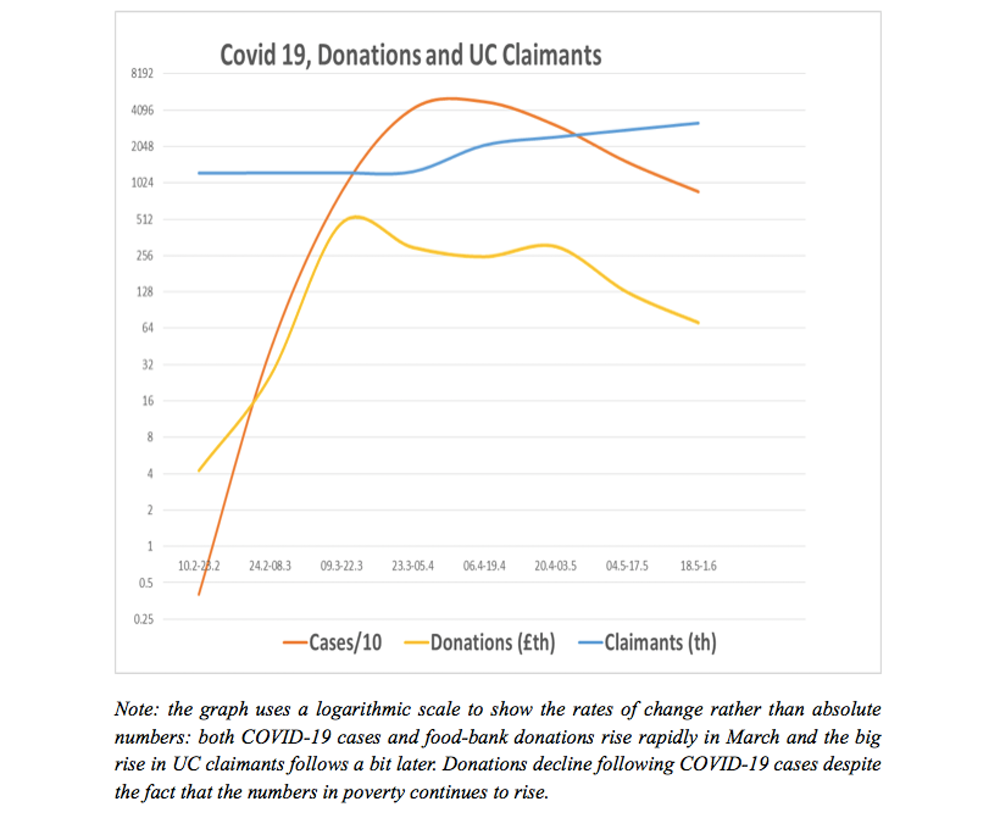 Covid 19, Donations and UC Claimants
8192
4096
2048
1024
512
256
128
64
32
16
8
4
2
1
0.5
0.25
10.2-23.2 24.2-08.3 09.3-22.3 23.3-05.4 06.4-19.4 20.4-03.5 04.5-17.5 18.5-1.6
Cases/10 Donations (£th) Claimants (th)
Note: the graph uses a logarithmic scale to show the rates of change rather than absolute
numbers: both COVID-19 cases and food-bank donations rise rapidly in March and the big
rise in UC claimants follows a bit later. Donations decline following COVID-19 cases despite
the fact that the numbers in poverty continues to rise.